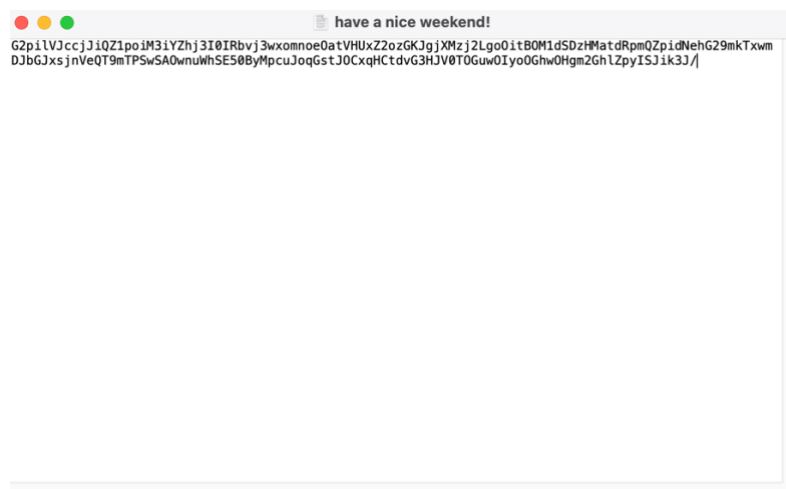 have a nice weekend!
G2pilVJccjJiQZ1poiM3iYZhj3I0IRbvj3wxomnoeOatVHUxZ2ozGKJgjXMzj2LgoOitBOM1dSDzHMatdRpmQZpidNehG29mkTxwm
DJbGJxsjnVeQT9mTPSwSAOwnuWhSE50ByMpcuJoqGstJOCxqHCtdvG3HJV0TOGuwOIyoOGhwOHgm2GhlZpyISJik3J/